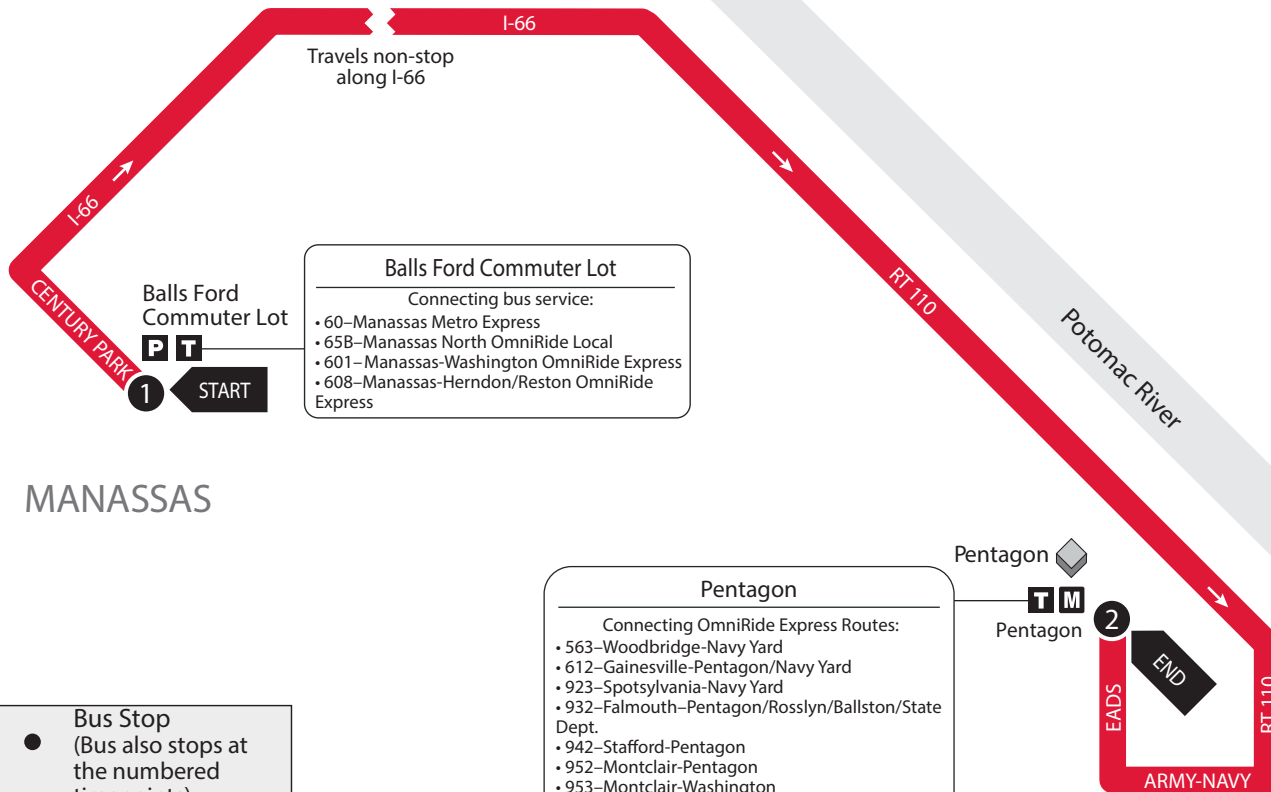 I-66
Travels non-stop
along I-66
I-66
RT 110
CENTURY PARK
Balls Ford
Commuter Lot
P T
1
START
Balls Ford Commuter Lot
Connecting bus service:
• 60–Manassas Metro Express
• 65B–Manassas North OmniRide Local
• 601–Manassas-Washington OmniRide Express
• 608–Manassas-Herndon/Reston OmniRide
Express
Potomac River
MANASSAS
Pentagon
T M
Pentagon
2
END
EADS
RT 110
ARMY-NAVY
Pentagon
Connecting OmniRide Express Routes:
• 563–Woodbridge-Navy Yard
• 612–Gainesville-Pentagon/Navy Yard
• 923–Spotsylvania-Navy Yard
• 932–Falmouth–Pentagon/Rosslyn/Ballston/State
Dept.
• 942–Stafford-Pentagon
• 952–Montclair-Pentagon
• 953–Montclair-Washington
Bus Stop
(Bus also stops at
the numbered